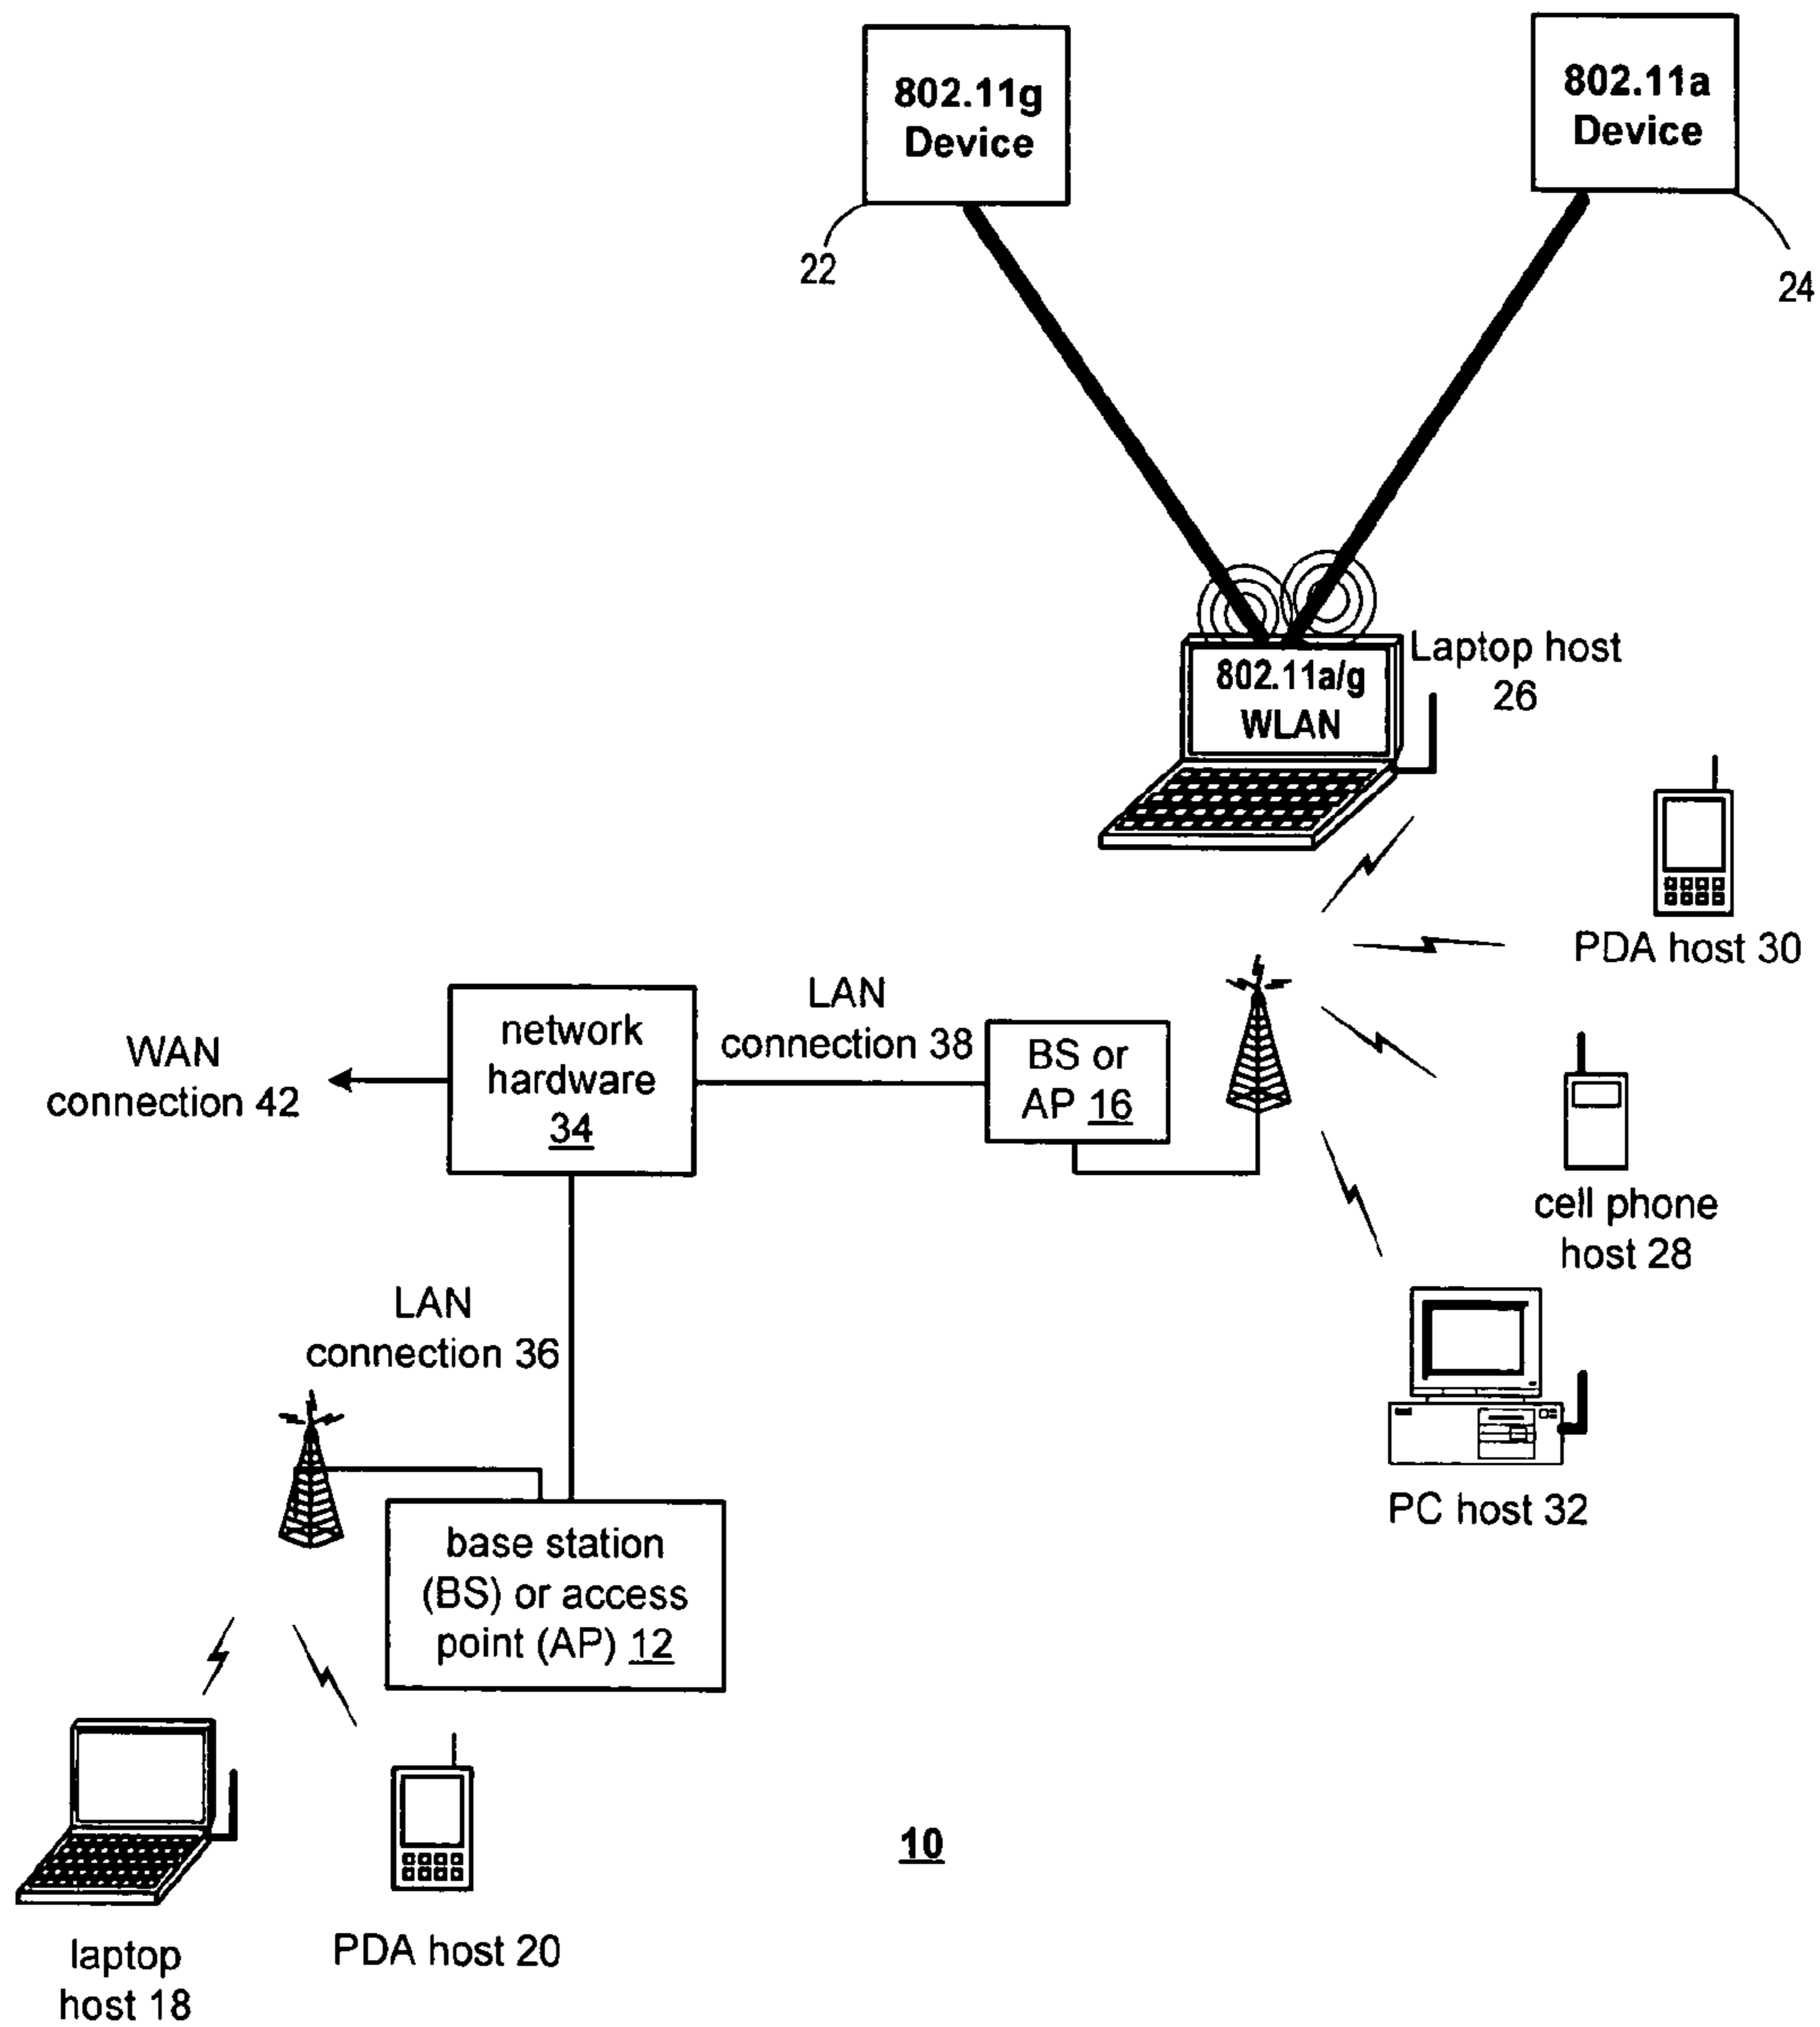 802.11g
Device
802.11a
Device
22
24
Laptop host
26
802.11a/g
WLAN
PDA host 30
LAN
connection 38
network
hardware
34
WAN
connection 42
BS or
AP 16
cell phone
host 28
LAN
connection 36
PC host 32
base station
(BS) or access
point (AP) 12
10
PDA host 20
laptop
host 18